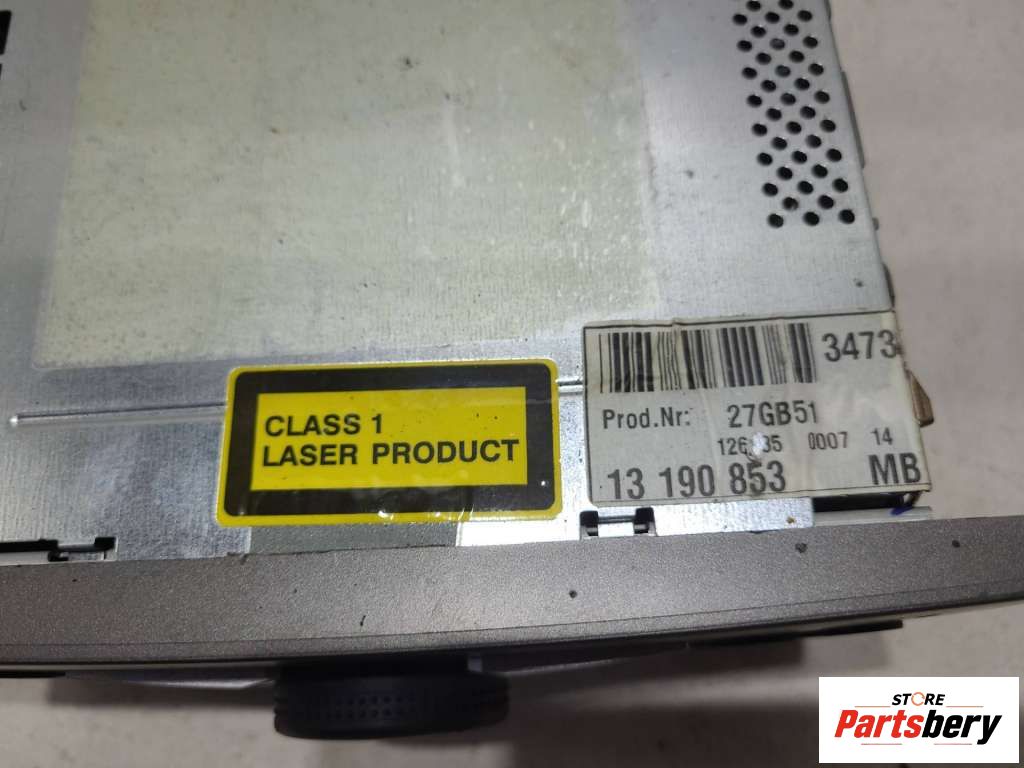 3473
Prod.Nr: 27GB51
0007 14
13 190 853 MB
CLASS 1
LASER PRODUCT
STORE
Partsbery